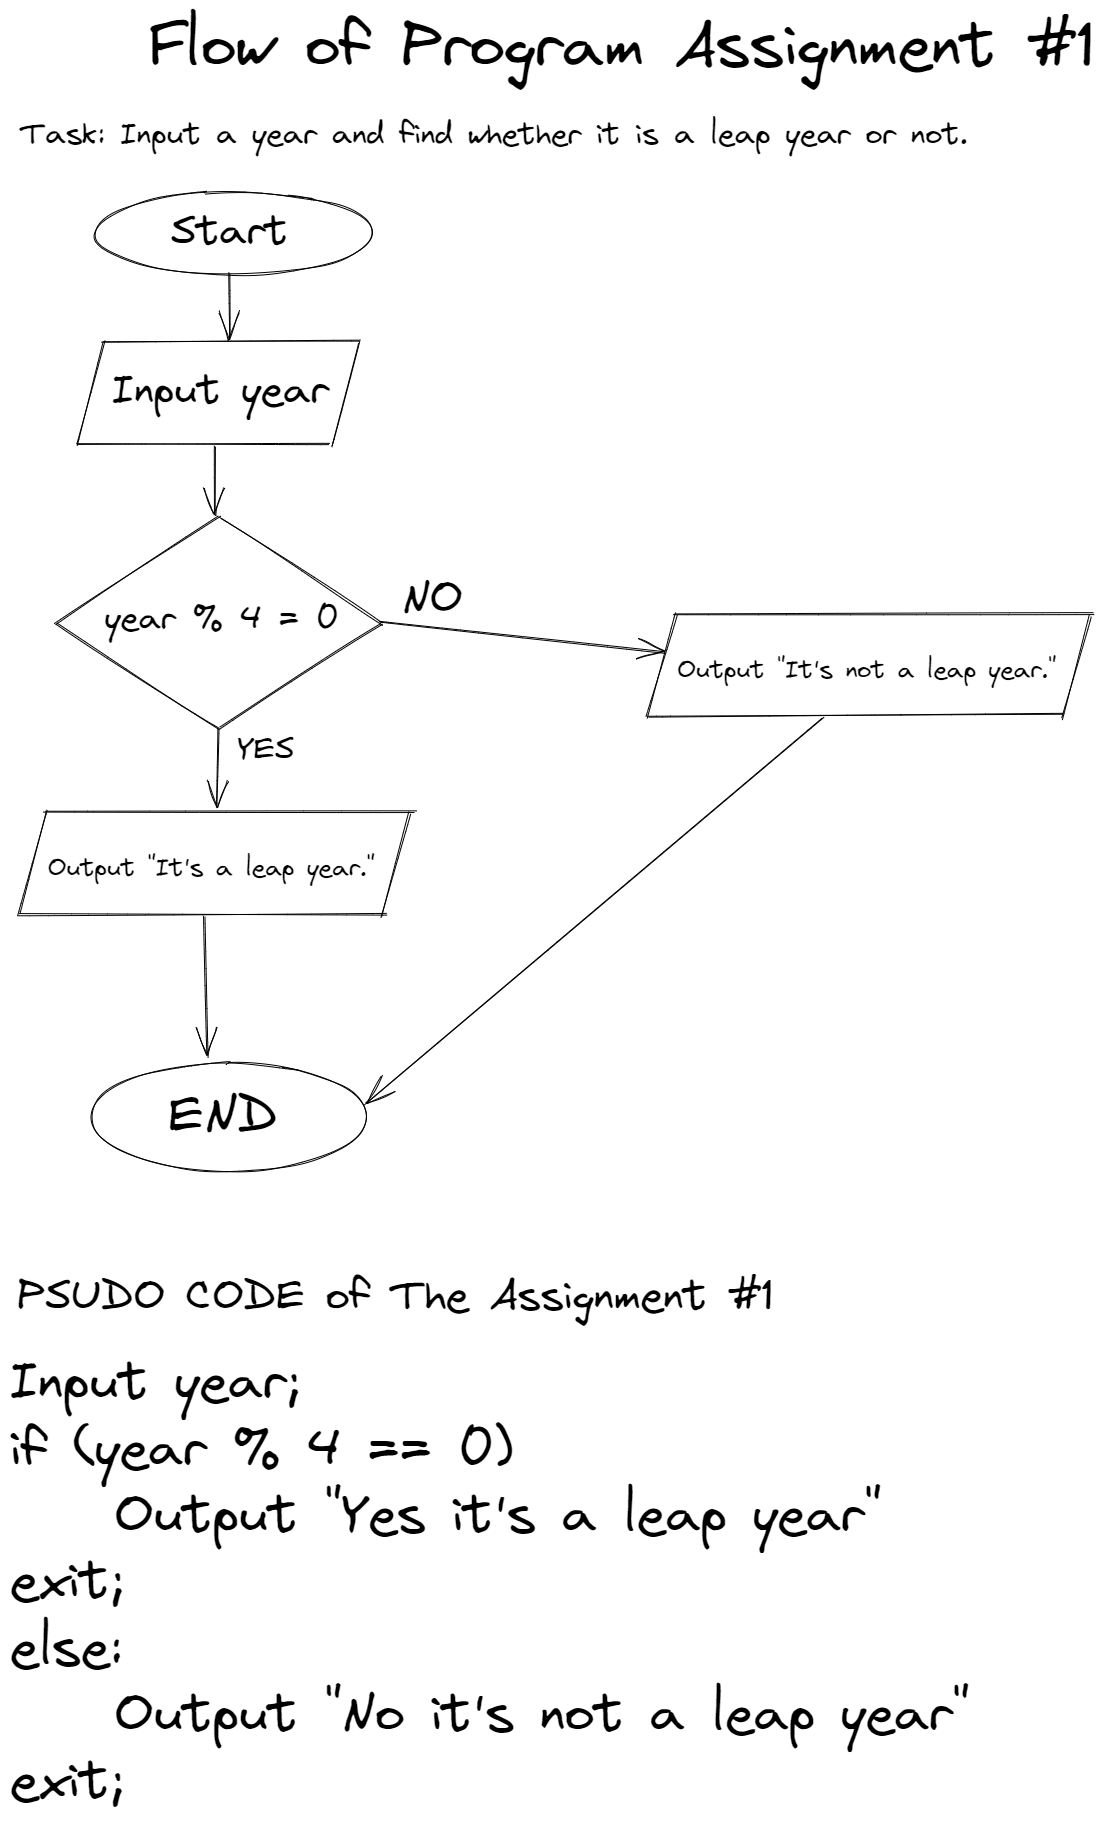 Flow of Program Assignment #1
Task: Input a year and find whether it is a leap year or not.
Start
Input year
year % 4 = 0
NO
Output "It's not a leap year."
YES
Output "It's a leap year."
END
PSUDO CODE of The Assignment #1
Input year;
if (year % 4 == 0)
Output "Yes it's a leap year"
exit;
else:
Output "No it's not a leap year"
exit;